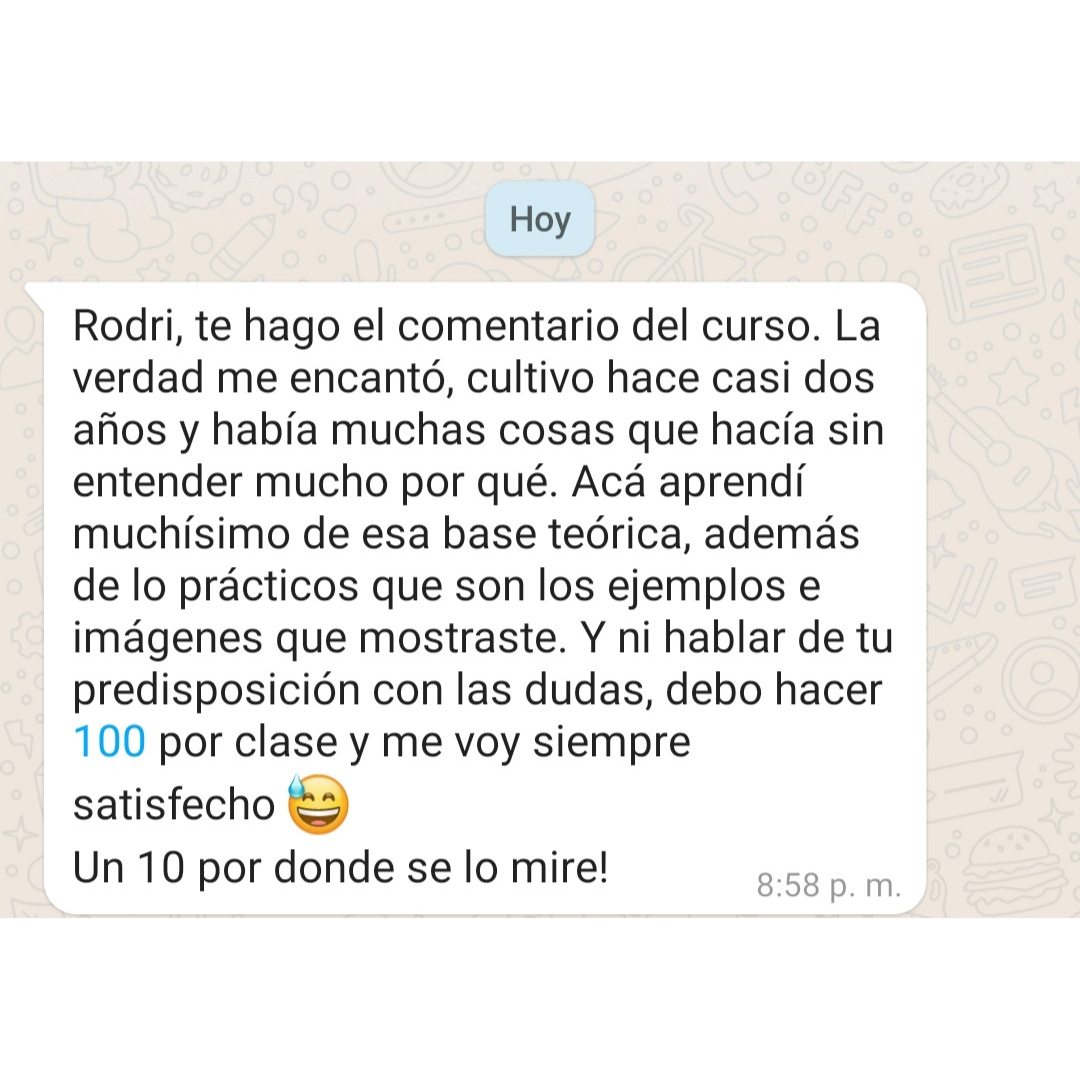 Hoy
Rodri, te hago el comentario del curso. La
verdad me encantó, cultivo hace casi dos
años y había muchas cosas que hacía sin
entender mucho por qué. Acá aprendí
muchísimo de esa base teórica, además
de lo prácticos que son los ejemplos e
imágenes que mostraste. Y ni hablar de tu
predisposición con las dudas, debo hacer
100 por clase y me voy siempre
satisfecho 😅
Un 10 por donde se lo mire!
8:58 p. m.